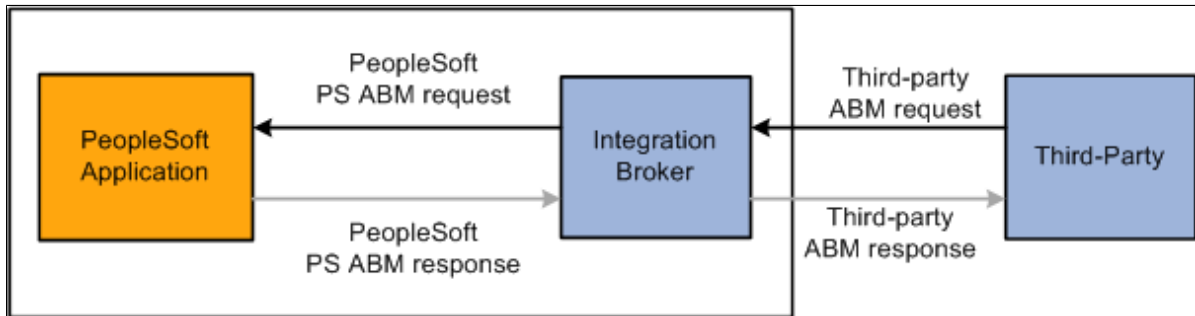 PeopleSoft
PS ABM request
Third-party
ABM request
PeopleSoft
Application
Integration
Broker
Third-Party
PeopleSoft
PS ABM response
Third-party
ABM response